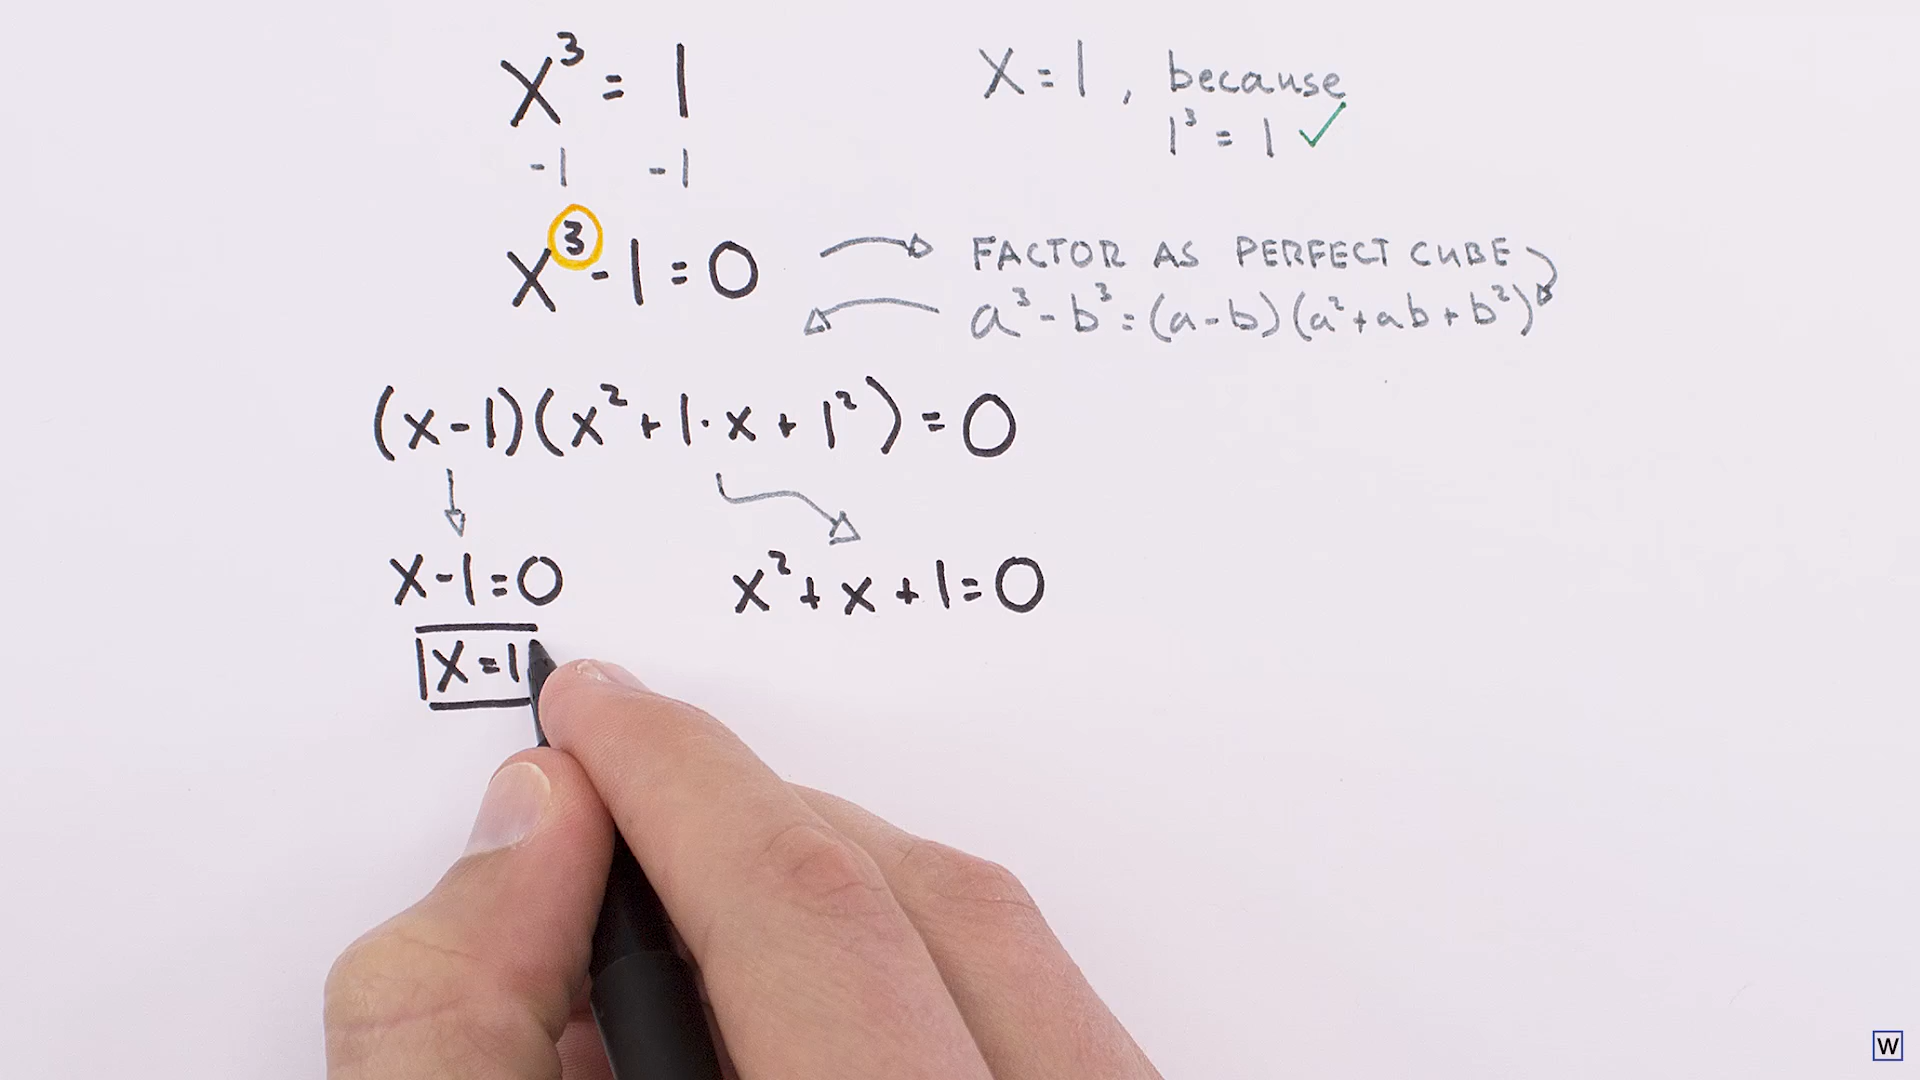 x³ = 1
x = 1, because
1³ = 1 ✓
-1 -1
x³ - 1 = 0
FACTOR AS PERFECT CUBE
a³ - b³ = (a - b)(a² + ab + b²)
(x - 1)(x² + 1 · x + 1²) = 0
x - 1 = 0
x² + x + 1 = 0
x = 1
W